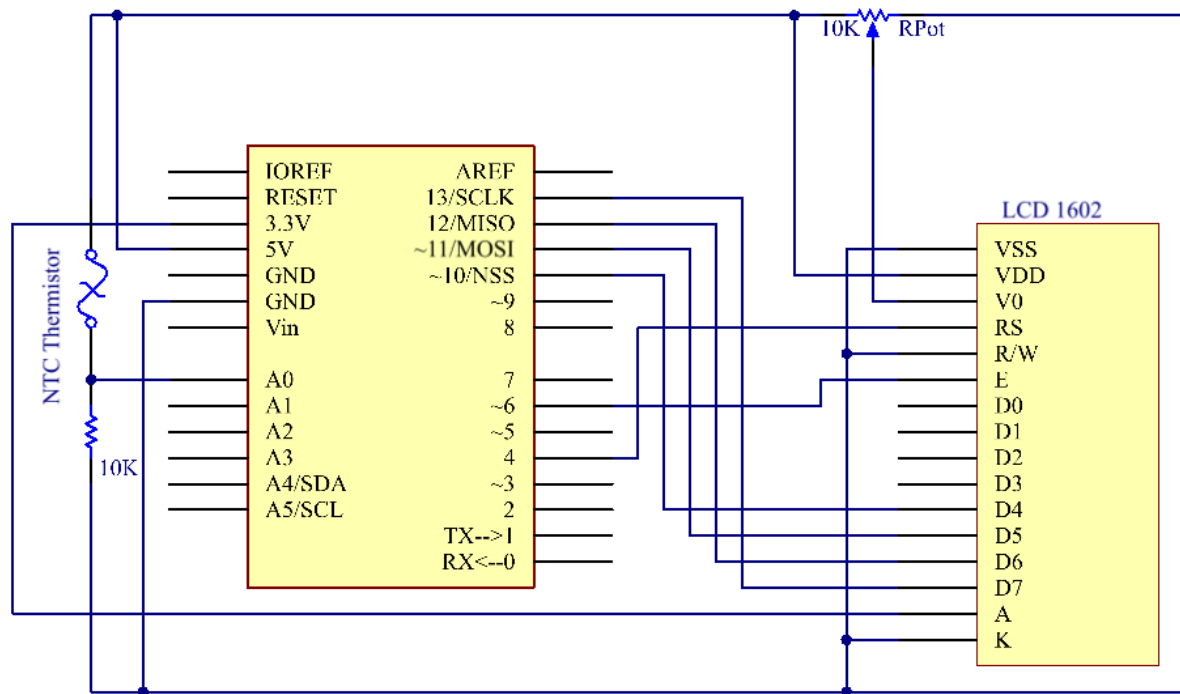 10K RPot
IOREF
RESET
3.3V
5V
GND
GND
Vin
A0
A1
A2
A3
A4/SDA
A5/SCL
AREF
13/SCLK
12/MISO
~11/MOSI
~10/NSS
~9
8
7
~6
~5
4
~3
2
TX-->1
RX<--0
NTC Thermistor
10K
LCD 1602
VSS
VDD
V0
RS
R/W
E
D0
D1
D2
D3
D4
D5
D6
D7
A
K